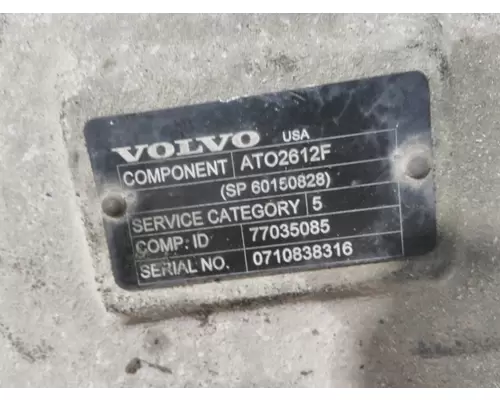 VOLVO USA
COMPONENT ATO2612F
(SP 60150828)
SERVICE CATEGORY 5
COMP. ID 77035085
SERIAL NO. 0710838316